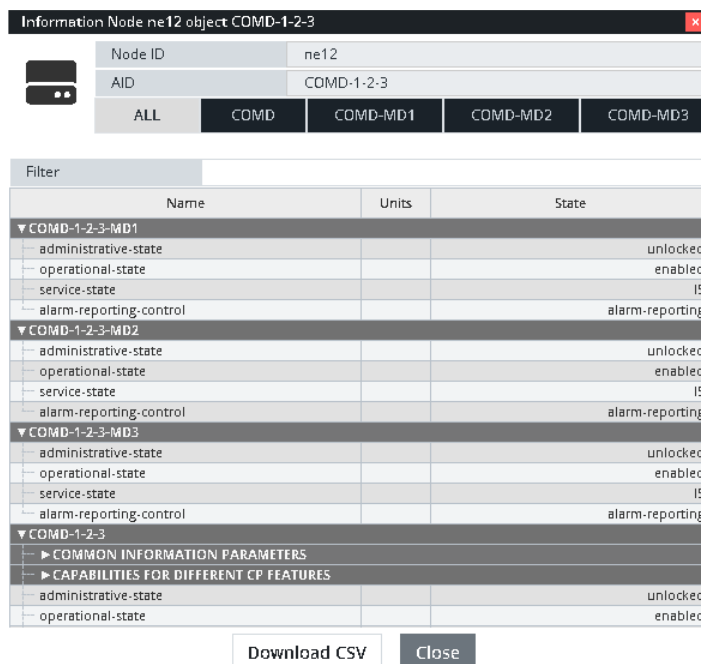 Information Node ne12 object COMD-1-2-3
Node ID ne12
AID COMD-1-2-3
ALL COMD COMD-MD1 COMD-MD2 COMD-MD3
Filter
Name Units State
▼COMD-1-2-3-MD1
administrative-state unlocked
operational-state enabled
service-state IS
alarm-reporting-control alarm-reporting
▼COMD-1-2-3-MD2
administrative-state unlocked
operational-state enabled
service-state IS
alarm-reporting-control alarm-reporting
▼COMD-1-2-3-MD3
administrative-state unlocked
operational-state enabled
service-state IS
alarm-reporting-control alarm-reporting
▼COMD-1-2-3
►COMMON INFORMATION PARAMETERS
►CAPABILITIES FOR DIFFERENT CP FEATURES
administrative-state unlocked
operational-state enabled
Download CSV Close